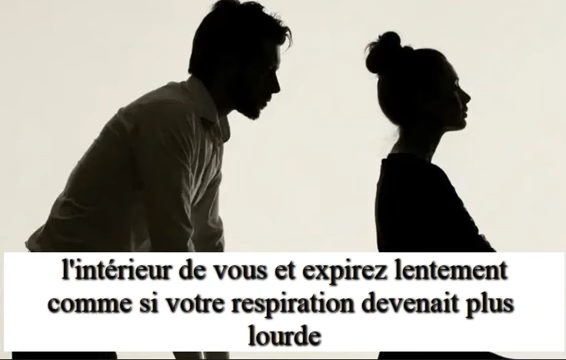 l'intérieur de vous et expirez lentement
comme si votre respiration devenait plus
lourde